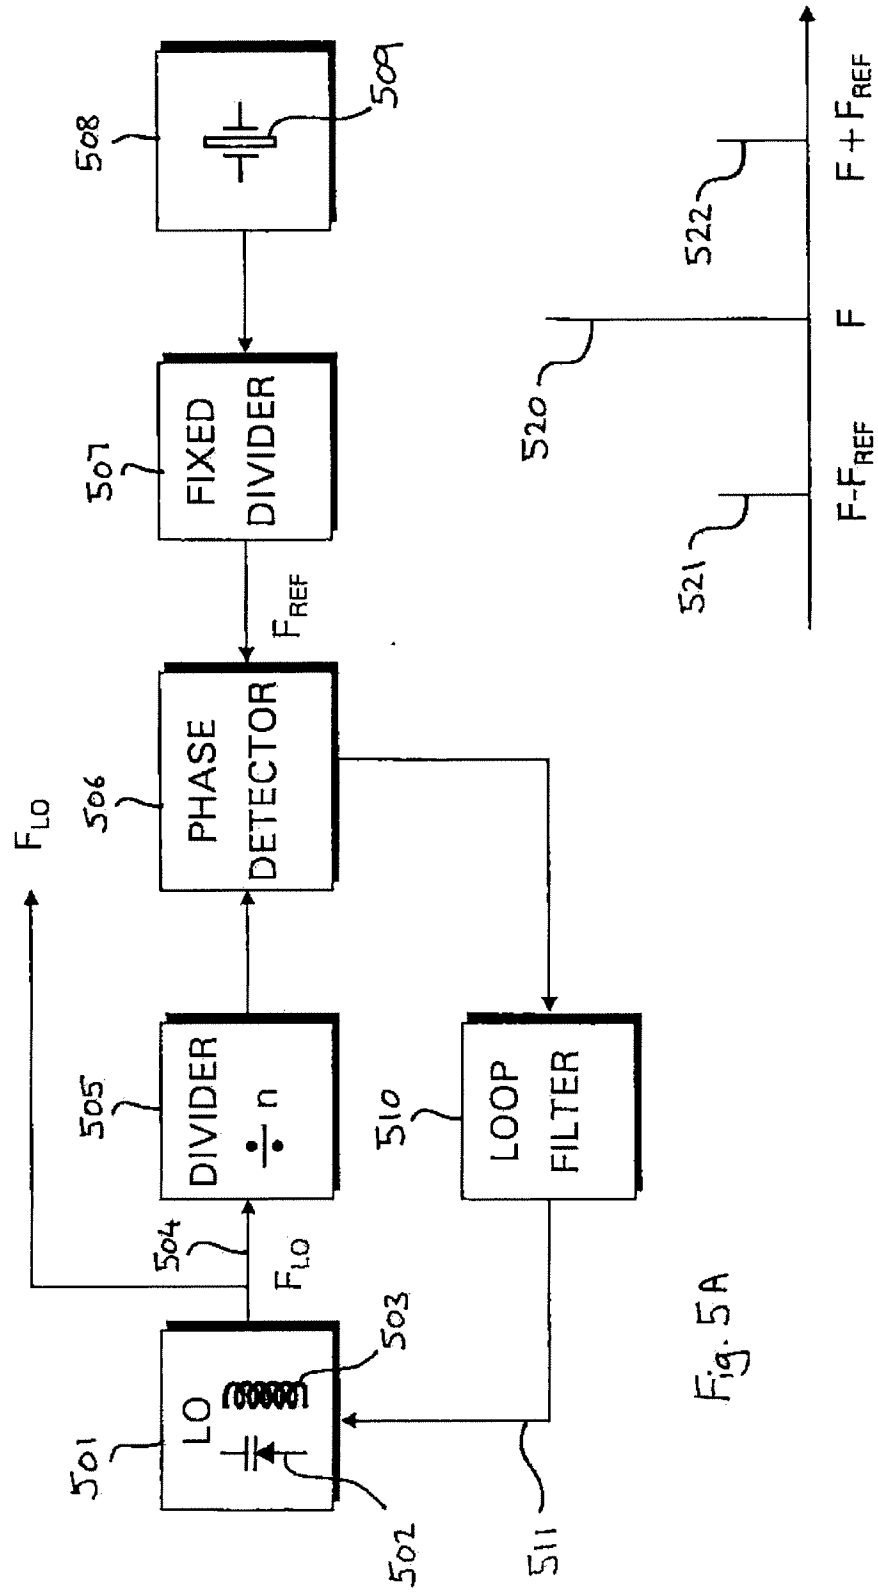 F_LO
501
LO
502
503
504
F_LO
505
DIVIDER
÷ n
506
PHASE
DETECTOR
F_REF
507
FIXED
DIVIDER
508
509
510
LOOP
FILTER
511
520
521
522
F-F_REF
F
F + F_REF
Fig. 5A